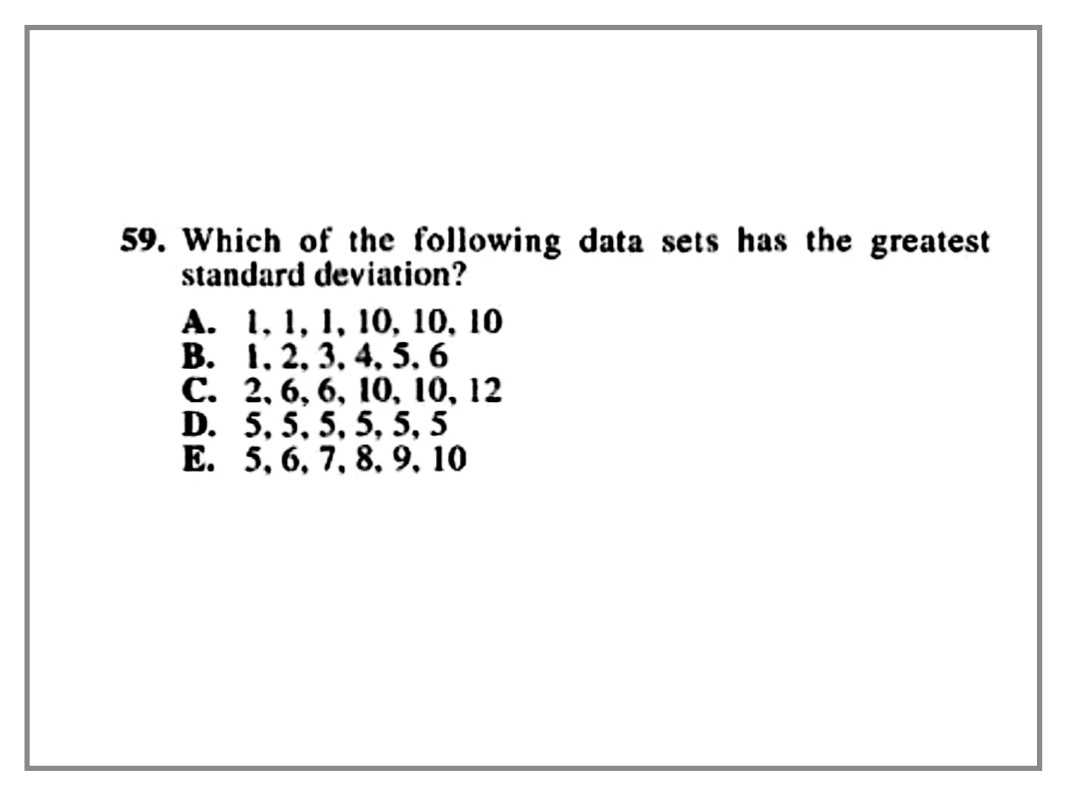 59. Which of the following data sets has the greatest
standard deviation?
A. 1, 1, 1, 10, 10, 10
B. 1, 2, 3, 4, 5, 6
C. 2, 6, 6, 10, 10, 12
D. 5, 5, 5, 5, 5, 5
E. 5, 6, 7, 8, 9, 10